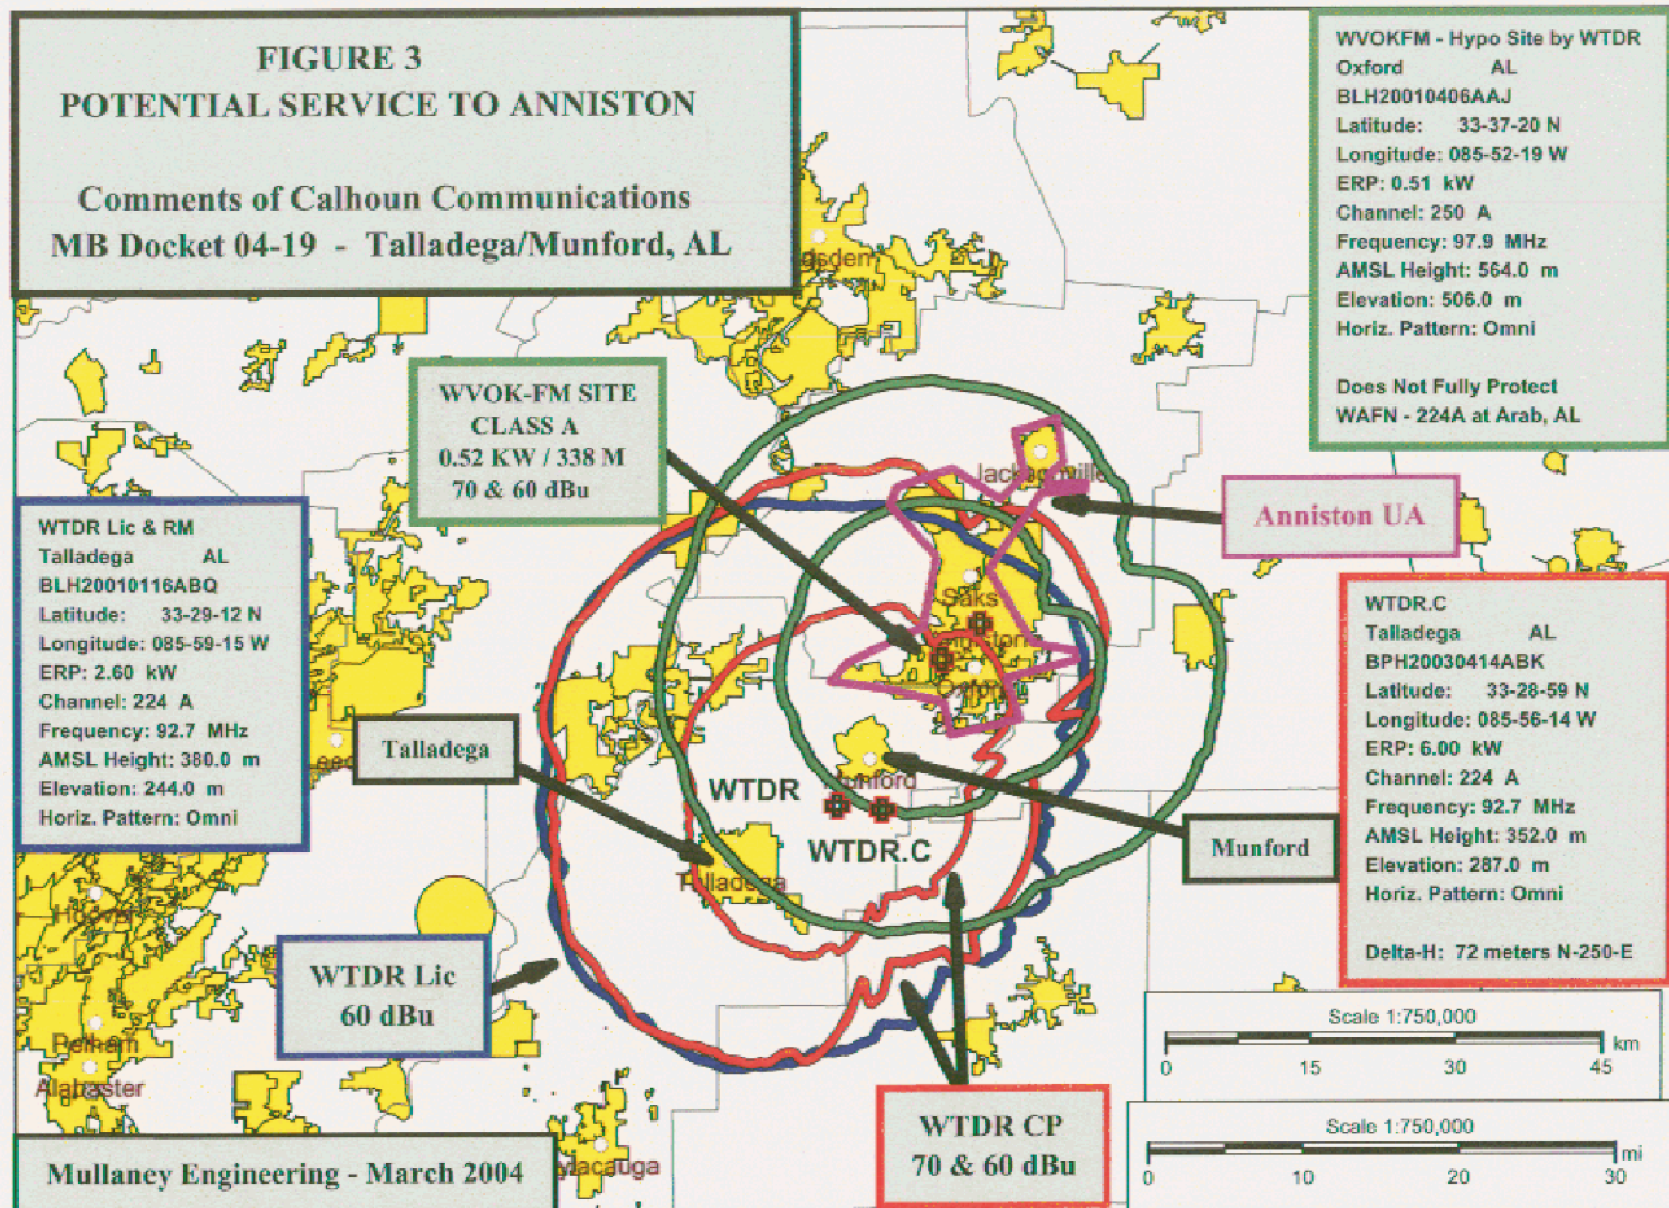 FIGURE 3
POTENTIAL SERVICE TO ANNISTON
Comments of Calhoun Communications
MB Docket 04-19 - Talladega/Munford, AL
WVOKFM - Hypo Site by WTDR
Oxford AL
BLH20010406AAJ
Latitude: 33-37-20 N
Longitude: 085-52-19 W
ERP: 0.51 kW
Channel: 250 A
Frequency: 97.9 MHz
AMSL Height: 564.0 m
Elevation: 506.0 m
Horiz. Pattern: Omni
Does Not Fully Protect
WAFN - 224A at Arab, AL
WVOK-FM SITE
CLASS A
0.52 KW / 338 M
70 & 60 dBu
Jacksonville
Anniston UA
WTDR Lic & RM
Talladega AL
BLH20010116ABQ
Latitude: 33-29-12 N
Longitude: 085-59-15 W
ERP: 2.60 kW
Channel: 224 A
Frequency: 92.7 MHz
AMSL Height: 380.0 m
Elevation: 244.0 m
Horiz. Pattern: Omni
Saks
Oxford
WTDR.C
Talladega AL
BPH20030414ABK
Latitude: 33-28-59 N
Longitude: 085-56-14 W
ERP: 6.00 kW
Channel: 224 A
Frequency: 92.7 MHz
AMSL Height: 352.0 m
Elevation: 287.0 m
Horiz. Pattern: Omni
Delta-H: 72 meters N-250-E
Talladega
WTDR
Munford
WTDR.C
Munford
Talladega
Hoover
Pelham
Alabaster
WTDR Lic
60 dBu
WTDR CP
70 & 60 dBu
Scale 1:750,000
km
0 15 30 45
Scale 1:750,000
mi
0 10 20 30
Mullaney Engineering - March 2004